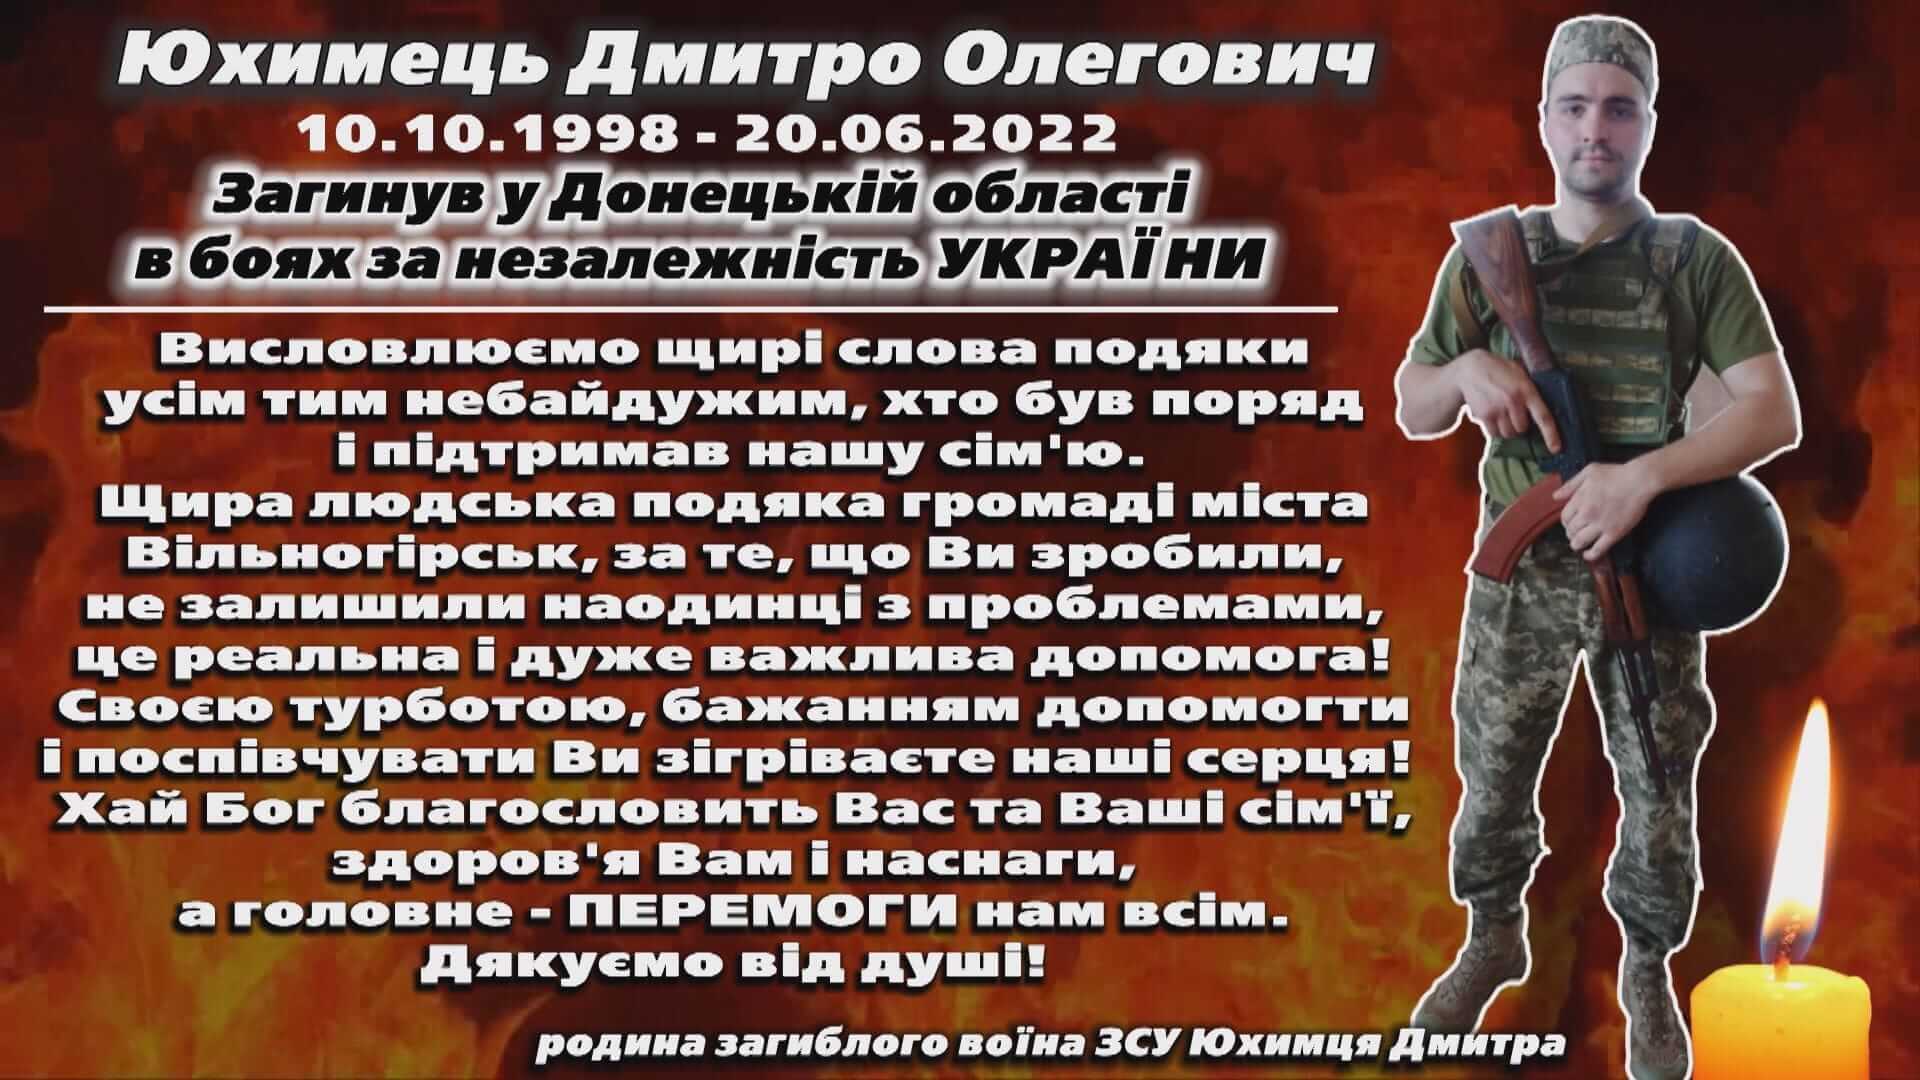 Юхимець Дмитро Олегович
10.10.1998 - 20.06.2022
Загинув у Донецькій області
в боях за незалежність УКРАЇНИ
Висловлюємо щирі слова подяки
усім тим небайдужим, хто був поряд
і підтримав нашу сім'ю.
Щира людська подяка громаді міста
Вільногірськ, за те, що Ви зробили,
не залишили наодинці з проблемами,
це реальна і дуже важлива допомога!
Своєю турботою, бажанням допомогти
і поспівчувати Ви зігріваєте наші серця!
Хай Бог благословить Вас та Ваші сім'ї,
здоров'я Вам і наснаги,
а головне - ПЕРЕМОГИ нам всім.
Дякуємо від душі!
родина загиблого воїна ЗСУ Юхимця Дмитра